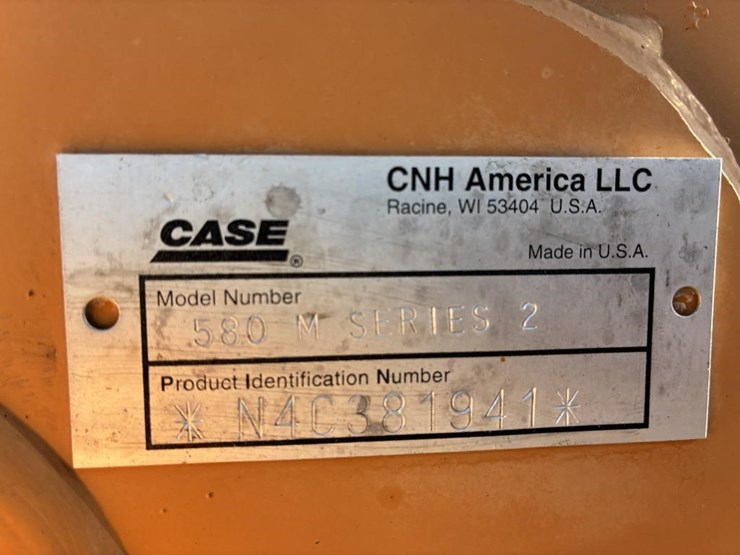 CNH America LLC
Racine, WI 53404 U.S.A.
CASE®
Made in U.S.A.
Model Number
580 M SERIES 2
Product Identification Number
* N4C381941*